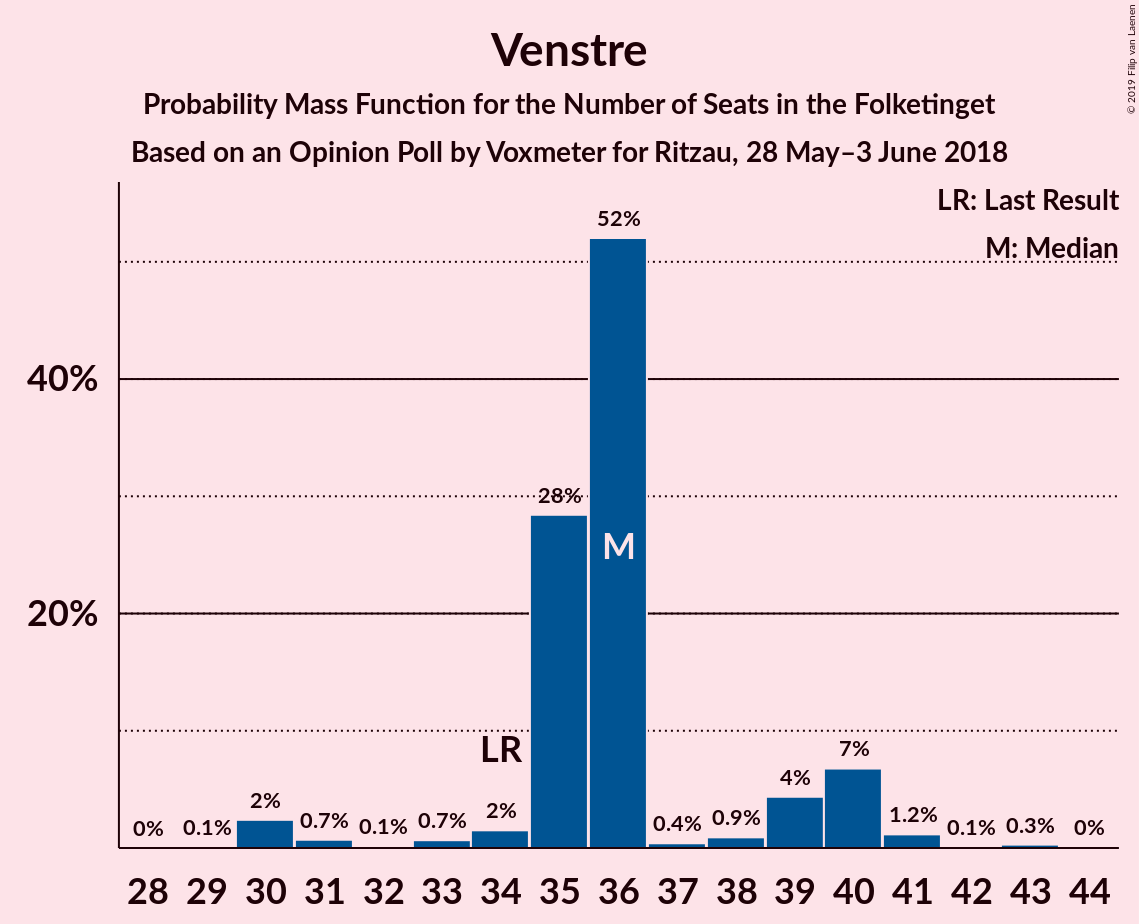 Venstre
Probability Mass Function for the Number of Seats in the Folketinget
Based on an Opinion Poll by Voxmeter for Ritzau, 28 May–3 June 2018
© 2019 Filip van Laenen
LR: Last Result
M: Median
52%
40%
28%
M
20%
LR
0% 0.1% 2% 0.7% 0.1% 0.7% 2% 0.4% 0.9% 4% 7% 1.2% 0.1% 0.3% 0%
28 29 30 31 32 33 34 35 36 37 38 39 40 41 42 43 44